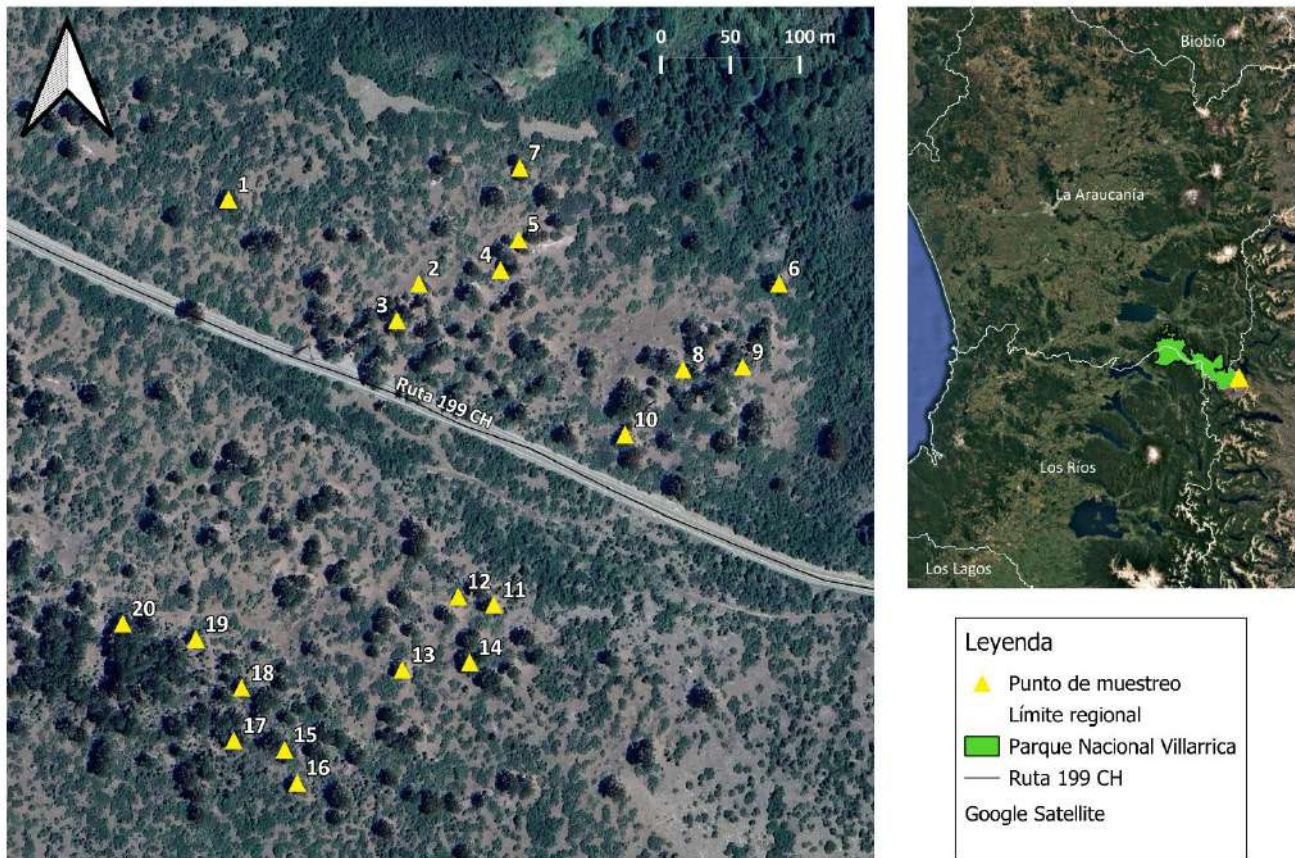 0 50 100 m
1
7
5
4
2
6
3
8
9
10
Ruta 199 CH
12
11
20
19
14
13
18
17
15
16
Biobío
La Araucanía
Los Ríos
Los Lagos
Leyenda
Punto de muestreo
Límite regional
Parque Nacional Villarrica
Ruta 199 CH
Google Satellite